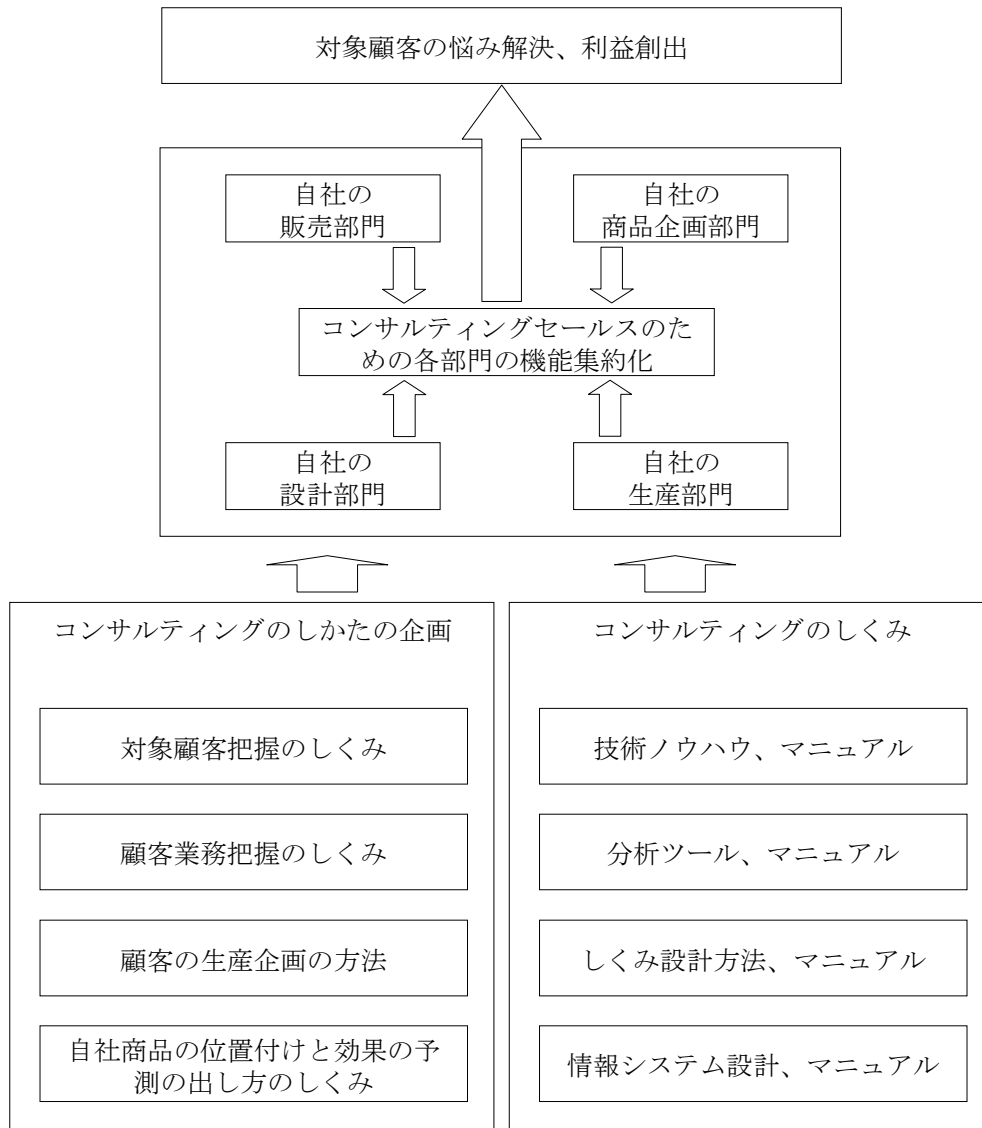 対象顧客の悩み解決、利益創出
自社の
販売部門
自社の
商品企画部門
コンサルティングセールスのた
めの各部門の機能集約化
自社の
設計部門
自社の
生産部門
コンサルティングのしかたの企画
対象顧客把握のしくみ
顧客業務把握のしくみ
顧客の生産企画の方法
自社商品の位置付けと効果の予
測の出し方のしくみ
コンサルティングのしくみ
技術ノウハウ、マニュアル
分析ツール、マニュアル
しくみ設計方法、マニュアル
情報システム設計、マニュアル